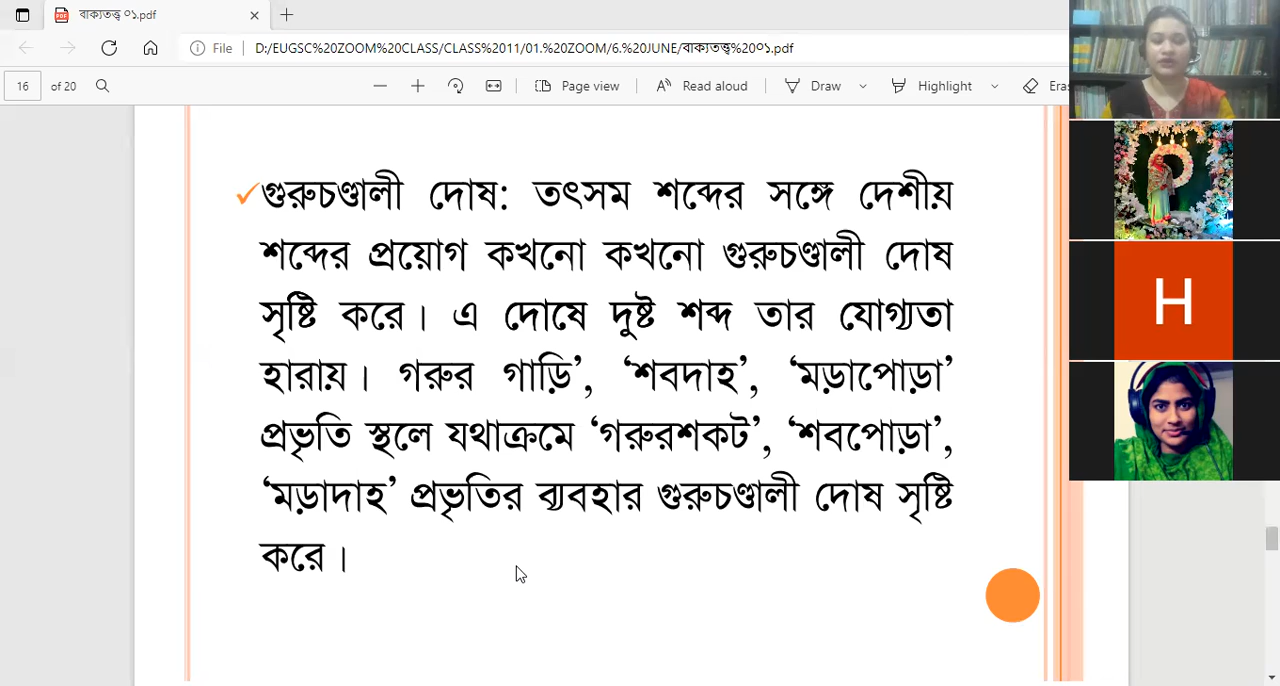 বাক্যতত্ত্ব ০১.pdf
File D:/EUGSC%20ZOOM%20CLASS/CLASS%2011/01.%20ZOOM/6.%20JUNE/বাক্যতত্ত্ব%20০১.pdf
16 of 20 Page view Read aloud Draw Highlight Eras
গুরুচণ্ডালী দোষ: তৎসম শব্দের সঙ্গে দেশীয়
শব্দের প্রয়োগ কখনো কখনো গুরুচণ্ডালী দোষ
সৃষ্টি করে। এ দোষে দুষ্ট শব্দ তার যোগ্যতা
হারায়। গরুর গাড়ি’, ‘শবদাহ’, ‘মড়াপোড়া’
প্রভৃতি স্থলে যথাক্রমে ‘গরুরশকট’, ‘শবপোড়া’,
‘মড়াদাহ’ প্রভৃতির ব্যবহার গুরুচণ্ডালী দোষ সৃষ্টি
করে।
H